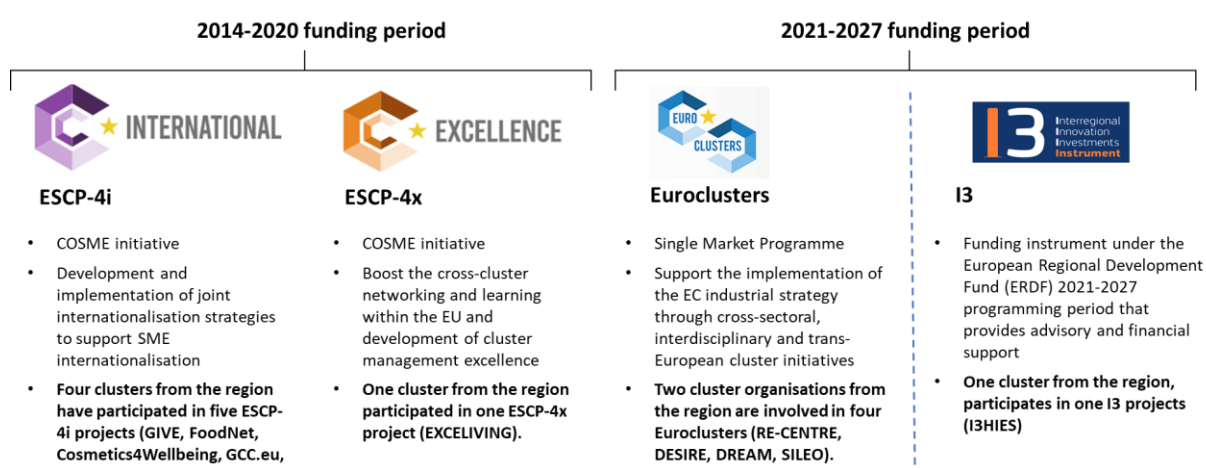 2014-2020 funding period
2021-2027 funding period
C INTERNATIONAL
ESCP-4i
• COSME initiative
• Development and
implementation of joint
internationalisation strategies
to support SME
internationalisation
• Four clusters from the region
have participated in five ESCP-
4i projects (GIVE, FoodNet,
Cosmetics4Wellbeing, GCC.eu,
C EXCELLENCE
ESCP-4x
• COSME initiative
• Boost the cross-cluster
networking and learning
within the EU and
development of cluster
management excellence
• One cluster from the region
participated in one ESCP-4x
project (EXCELIVING).
EURO
CLUSTERS
Euroclusters
• Single Market Programme
• Support the implementation of
the EC industrial strategy
through cross-sectoral,
interdisciplinary and trans-
European cluster initiatives
• Two cluster organisations from
the region are involved in four
Euroclusters (RE-CENTRE,
DESIRE, DREAM, SILEO).
I3
Interregional
Innovation
Investments
Instrument
I3
• Funding instrument under the
European Regional Development
Fund (ERDF) 2021-2027
programming period that
provides advisory and financial
support
• One cluster from the region,
participates in one I3 projects
(I3HIES)